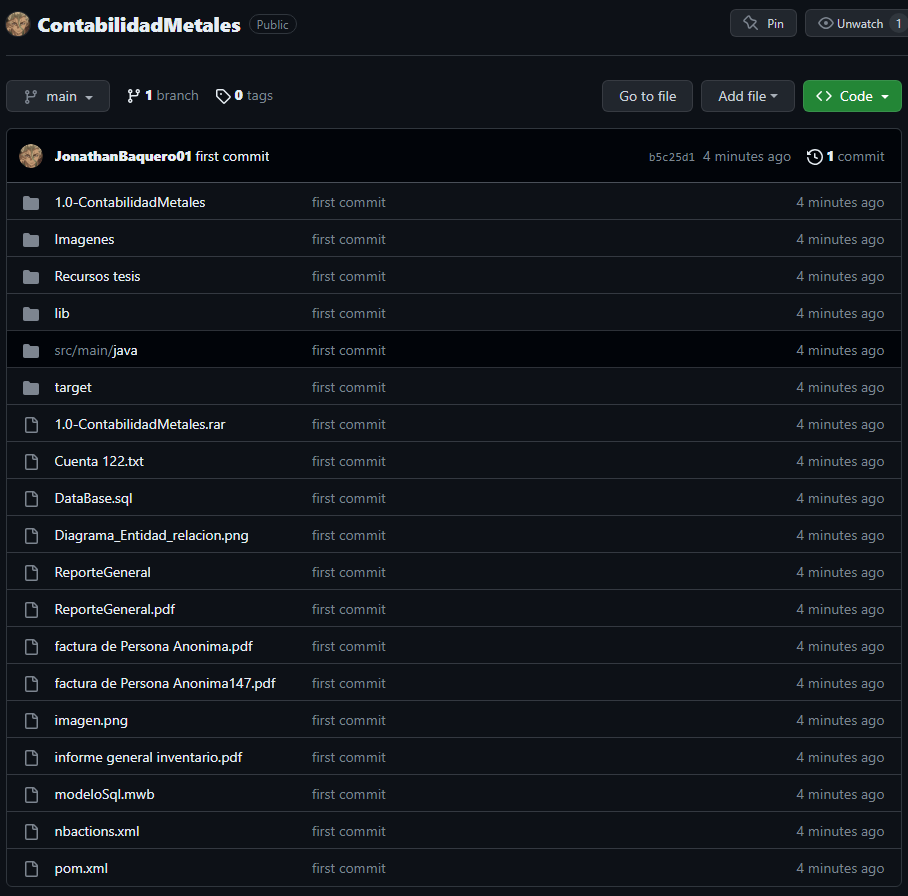 ContabilidadMetales Public Pin Unwatch 1
main 1 branch 0 tags Go to file Add file Code
JonathanBaquero01 first commit b5c25d1 4 minutes ago 1 commit
1.0-ContabilidadMetales first commit 4 minutes ago
Imagenes first commit 4 minutes ago
Recursos tesis first commit 4 minutes ago
lib first commit 4 minutes ago
src/main/java first commit 4 minutes ago
target first commit 4 minutes ago
1.0-ContabilidadMetales.rar first commit 4 minutes ago
Cuenta 122.txt first commit 4 minutes ago
DataBase.sql first commit 4 minutes ago
Diagrama_Entidad_relacion.png first commit 4 minutes ago
ReporteGeneral first commit 4 minutes ago
ReporteGeneral.pdf first commit 4 minutes ago
factura de Persona Anonima.pdf first commit 4 minutes ago
factura de Persona Anonima147.pdf first commit 4 minutes ago
imagen.png first commit 4 minutes ago
informe general inventario.pdf first commit 4 minutes ago
modeloSql.mwb first commit 4 minutes ago
nbactions.xml first commit 4 minutes ago
pom.xml first commit 4 minutes ago